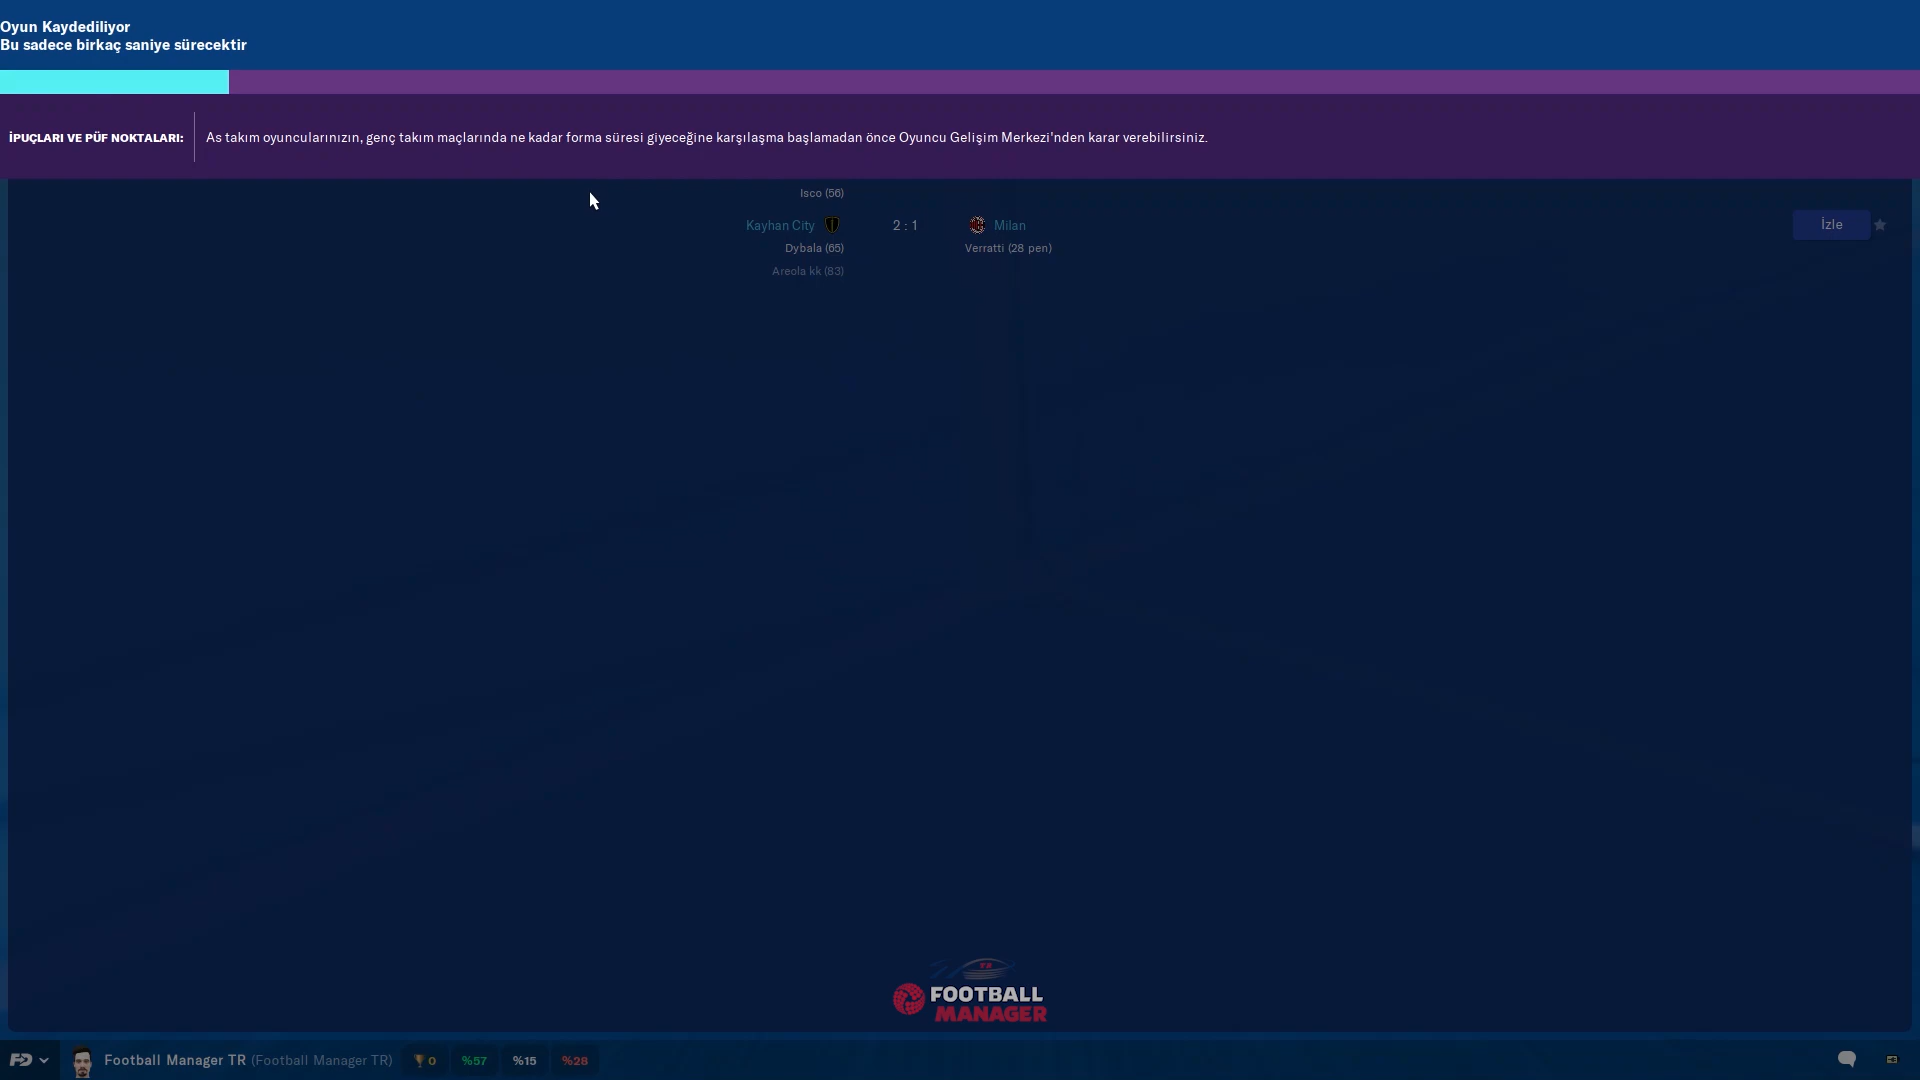 Oyun Kaydediliyor
Bu sadece birkaç saniye sürecektir
İPUÇLARI VE PÜF NOKTALARI:
As takım oyuncularınızın, genç takım maçlarında ne kadar forma süresi giyeceğine karşılaşma başlamadan önce Oyuncu Gelişim Merkezi'nden karar verebilirsiniz.
Isco (56)
Kayhan City 2 : 1 Milan İzle
Dybala (65) Verratti (28 pen)
Areola kk (83)
FOOTBALL
MANAGER
Football Manager TR (Football Manager TR) 0 %57 %15 %28